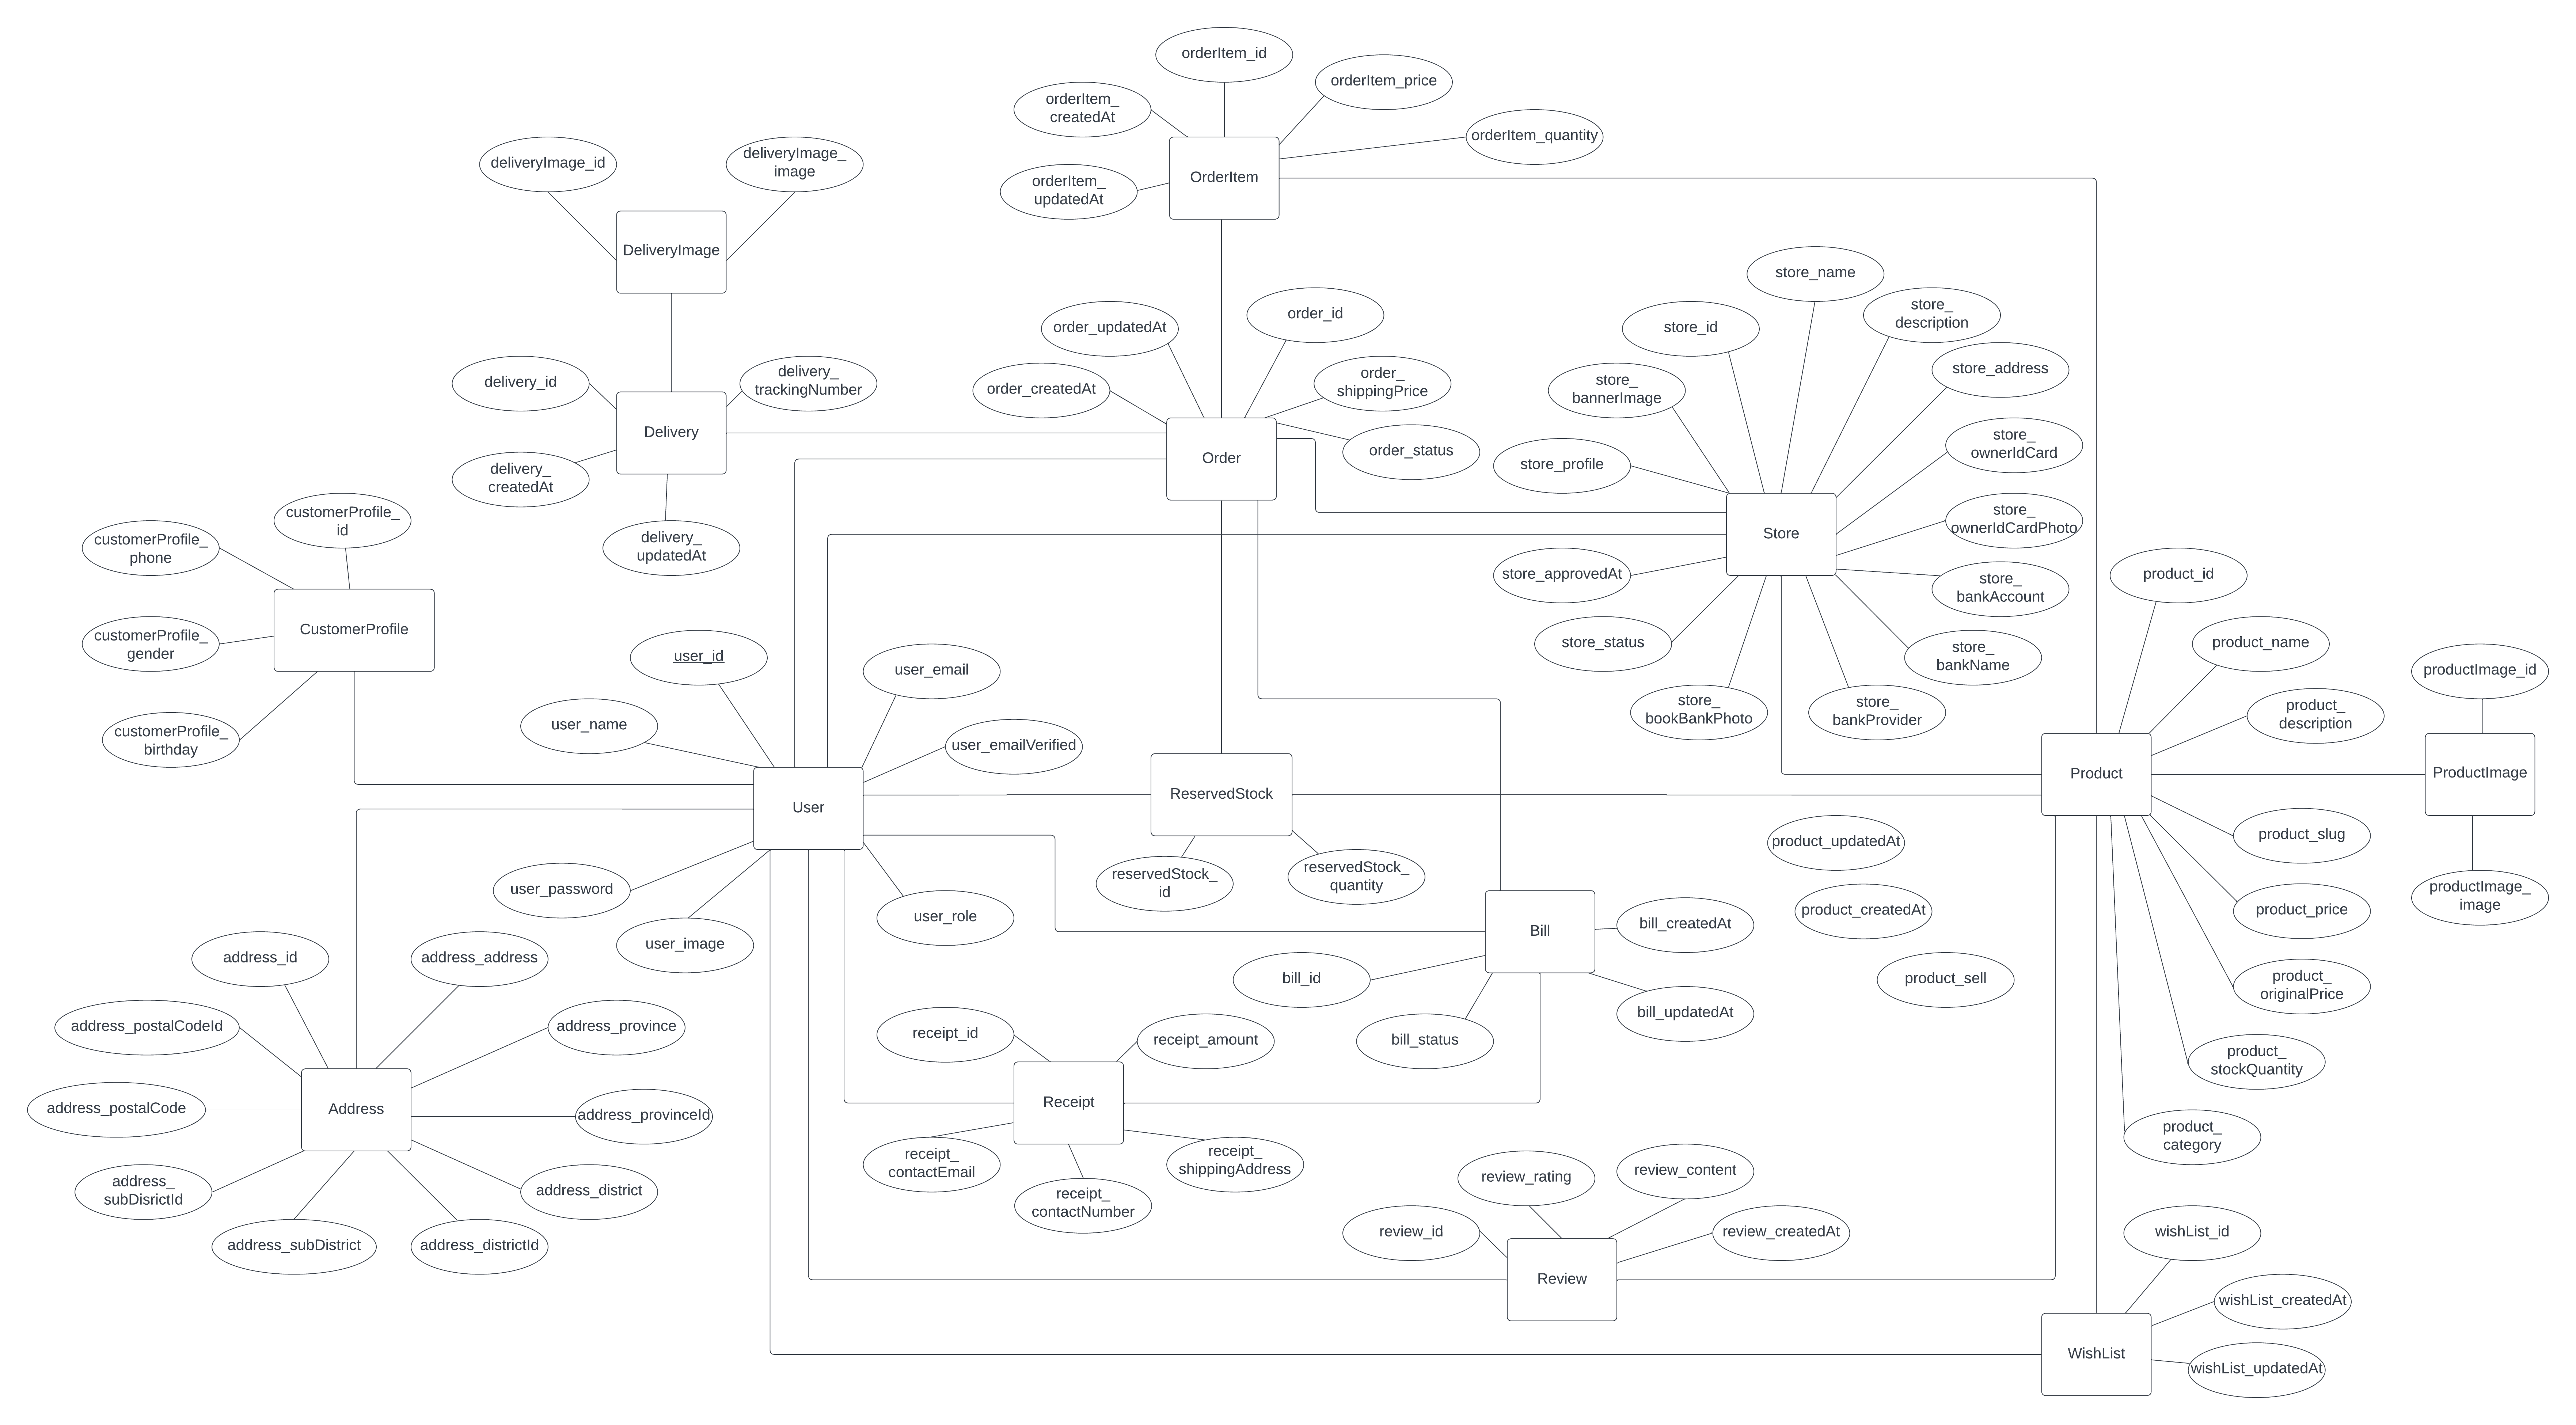 orderItem_id
orderItem_price
orderItem_
createdAt
orderItem_quantity
deliveryImage_id
deliveryImage_
image
OrderItem
orderItem_
updatedAt
DeliveryImage
store_name
order_id
store_
description
order_updatedAt
store_id
store_address
delivery_id
delivery_
trackingNumber
order_createdAt
order_
shippingPrice
store_
bannerImage
Delivery
Order
order_status
store_
ownerIdCard
store_profile
delivery_
createdAt
customerProfile_
id
store_
ownerIdCardPhoto
Store
customerProfile_
phone
delivery_
updatedAt
store_approvedAt
store_
bankAccount
product_id
CustomerProfile
customerProfile_
gender
store_status
store_
bankName
product_name
user_id
user_email
productImage_id
store_
bookBankPhoto
store_
bankProvider
product_
description
user_name
customerProfile_
birthday
user_emailVerified
Product
ProductImage
User
ReservedStock
product_updatedAt
product_slug
reservedStock_
id
reservedStock_
quantity
user_password
productImage_
image
user_role
product_createdAt
product_price
user_image
Bill
bill_createdAt
address_id
address_address
bill_id
product_sell
product_
originalPrice
address_postalCodeId
address_province
receipt_id
receipt_amount
bill_status
bill_updatedAt
product_
stockQuantity
address_postalCode
Address
address_provinceId
Receipt
product_
category
receipt_
contactEmail
receipt_
shippingAddress
review_rating
review_content
address_
subDisrictId
address_district
receipt_
contactNumber
review_id
review_createdAt
wishList_id
address_subDistrict
address_districtId
Review
wishList_createdAt
WishList
wishList_updatedAt